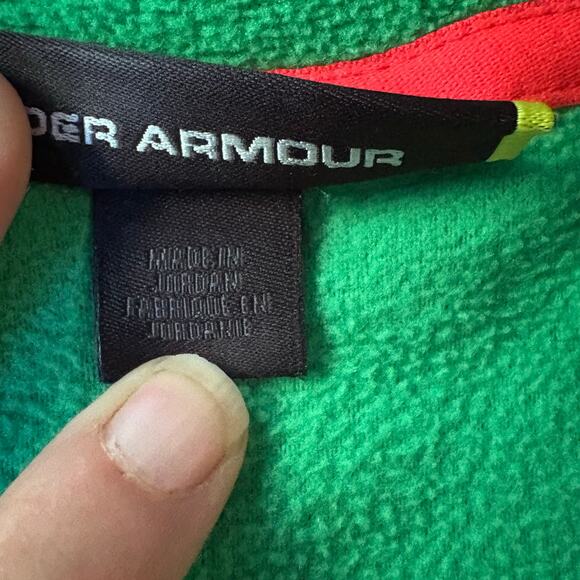 DER ARMOUR
MADE IN
JORDAN
FABRIQUE EN
JORDANIE